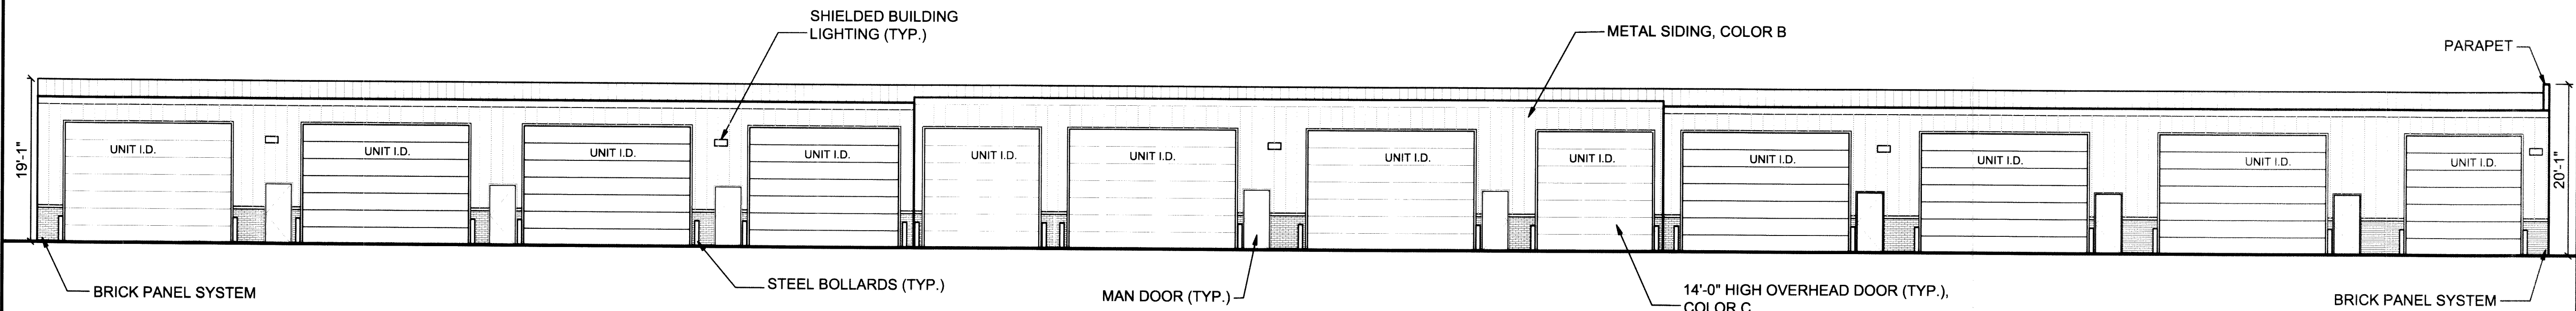 SHIELDED BUILDING
LIGHTING (TYP.)
METAL SIDING, COLOR B
PARAPET
19'-1"
UNIT I.D.
UNIT I.D.
UNIT I.D.
UNIT I.D.
UNIT I.D.
UNIT I.D.
UNIT I.D.
UNIT I.D.
UNIT I.D.
UNIT I.D.
UNIT I.D.
UNIT I.D.
20'-1"
BRICK PANEL SYSTEM
STEEL BOLLARDS (TYP.)
MAN DOOR (TYP.)
14'-0" HIGH OVERHEAD DOOR (TYP.),
COLOR C
BRICK PANEL SYSTEM